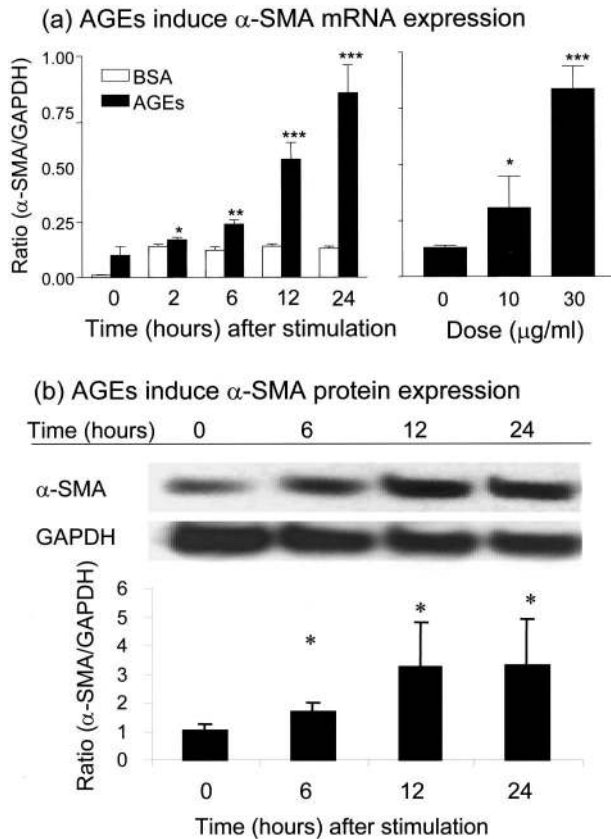 (a) AGEs induce α-SMA mRNA expression
Ratio (α-SMA/GAPDH)
1.00
0.75
0.50
0.25
0.00
BSA
AGEs
* ** *** ***
0 2 6 12 24
Time (hours) after stimulation
* ***
0 10 30
Dose (μg/ml)
(b) AGEs induce α-SMA protein expression
Time (hours) 0 6 12 24
α-SMA
GAPDH
Ratio (α-SMA/GAPDH)
6
5
4
3
2
1
0
* * *
0 6 12 24
Time (hours) after stimulation